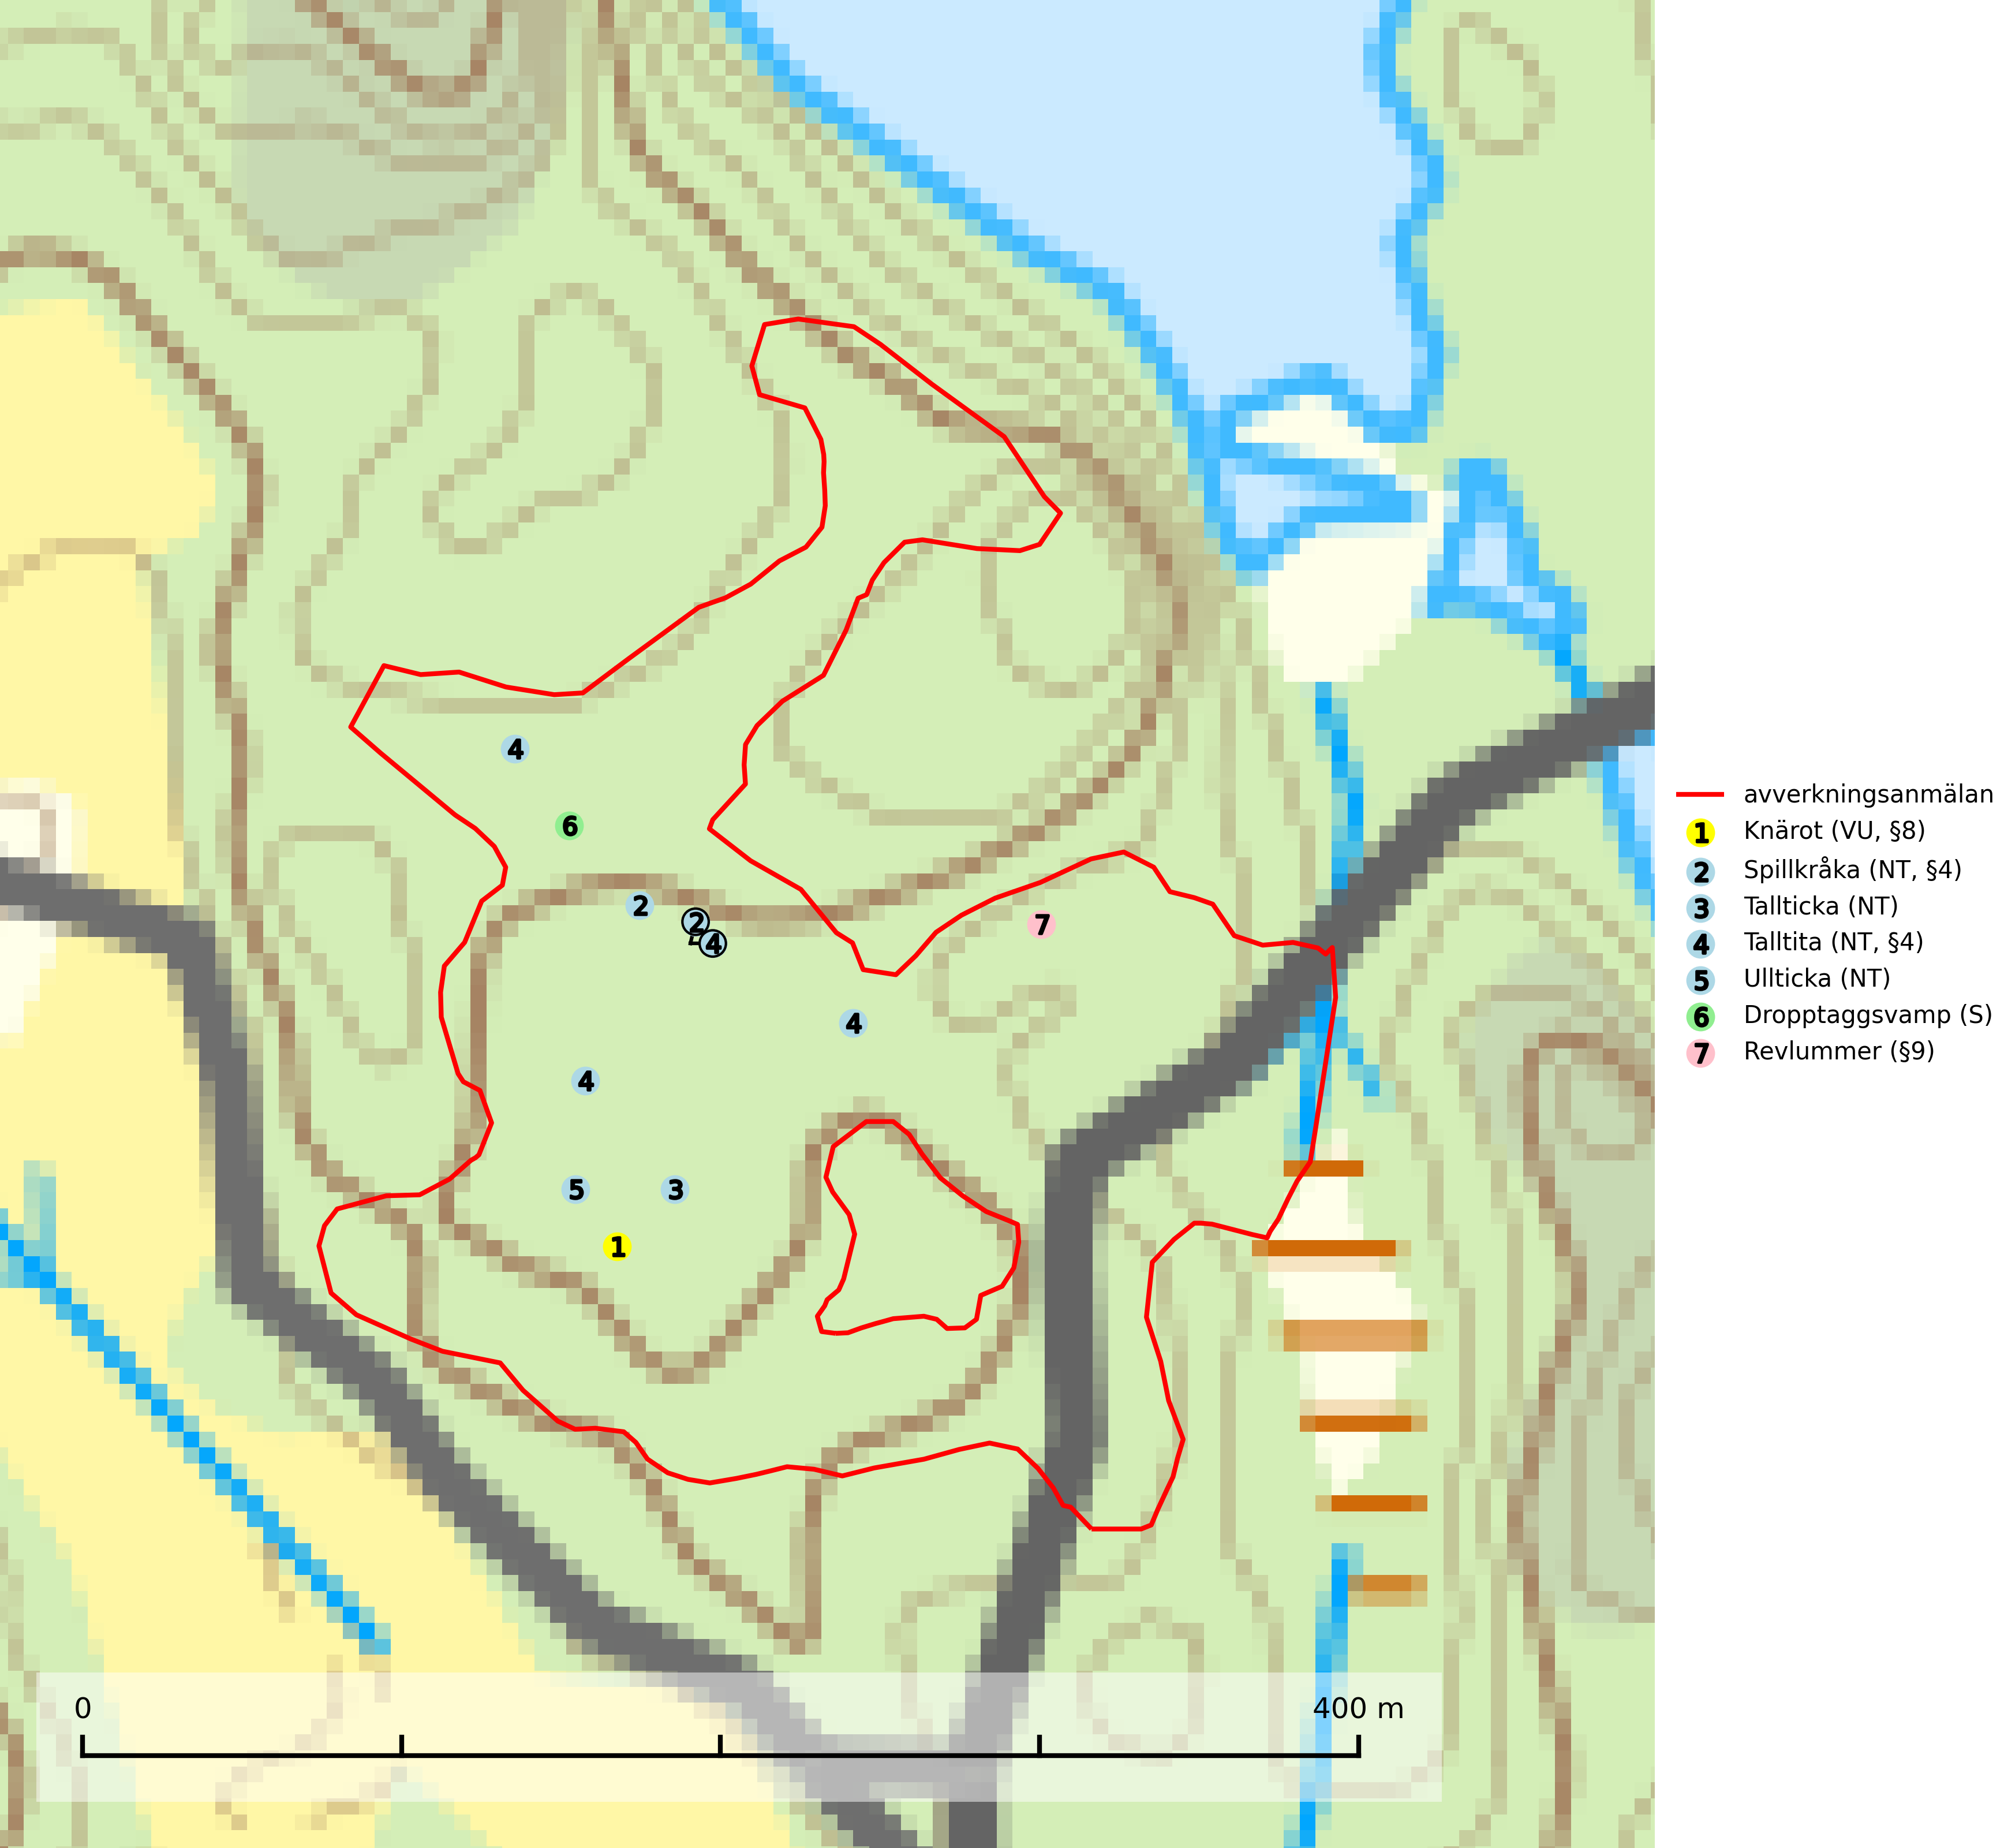 4
6
2
2
4
7
4
4
5
3
1
avverkningsanmälan
1 Knärot (VU, §8)
2 Spillkråka (NT, §4)
3 Tallticka (NT)
4 Talltita (NT, §4)
5 Ullticka (NT)
6 Dropptaggsvamp (S)
7 Revlummer (§9)
0 400 m